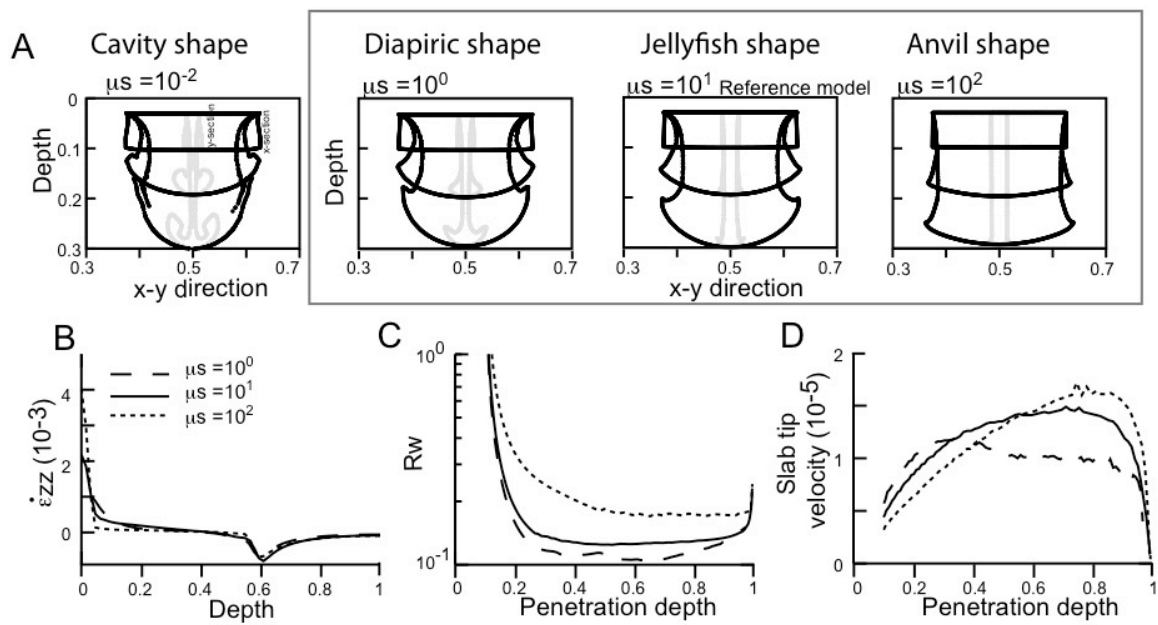 A
Cavity shape
Diapiric shape
Jellyfish shape
Anvil shape
μs =10-2
μs =10⁰
μs =10¹ Reference model
μs =10²
0
0.1
0.2
0.3
Depth
y-section
x-section
Depth
0.3 0.5 0.7
0.3 0.5 0.7
0.3 0.5 0.7
0.3 0.5 0.7
x-y direction
x-y direction
B
μs =10⁰
μs =10¹
μs =10²
4
2
0
ε̇zz (10-3)
0 0.2 0.4 0.6 0.8 1
Depth
C
10⁰
10-1
Rw
0 0.2 0.4 0.6 0.8 1
Penetration depth
D
2
1
0
Slab tip
velocity (10-5)
0 0.2 0.4 0.6 0.8 1
Penetration depth